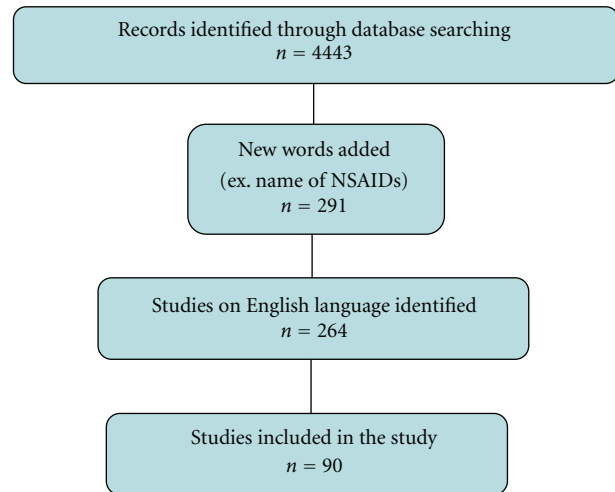 Records identified through database searching
n = 4443
New words added
(ex. name of NSAIDs)
n = 291
Studies on English language identified
n = 264
Studies included in the study
n = 90